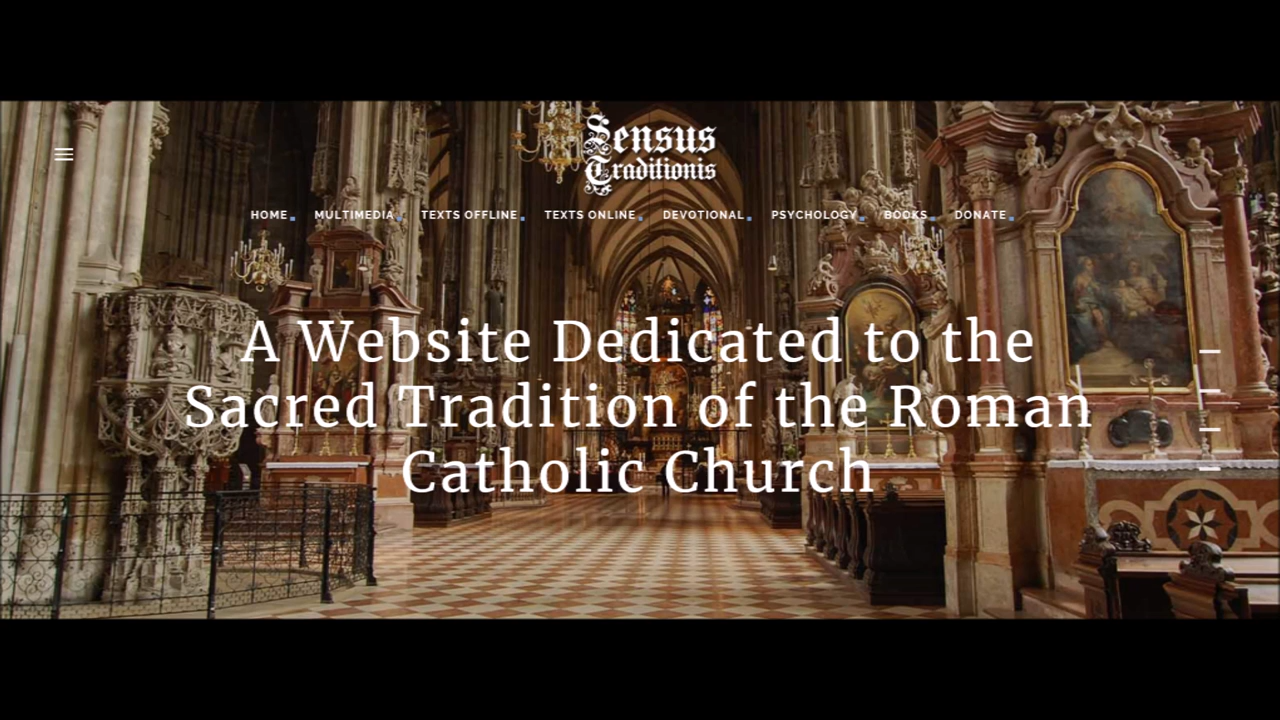 Sensus
Traditionis
HOME MULTIMEDIA TEXTS OFFLINE TEXTS ONLINE DEVOTIONAL PSYCHOLOGY BOOKS DONATE
A Website Dedicated to the
Sacred Tradition of the Roman
Catholic Church